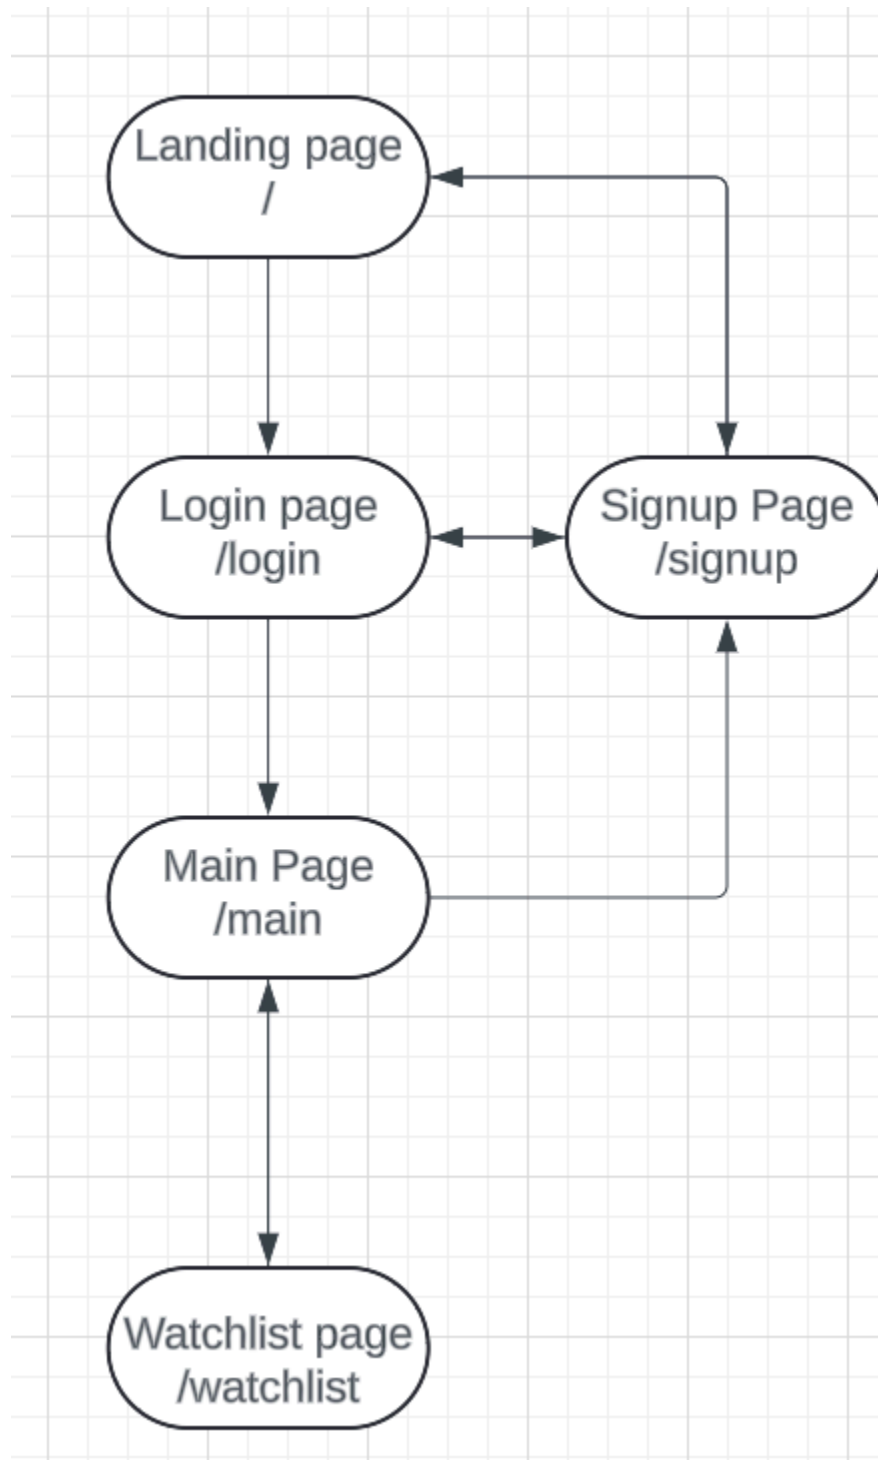 Landing page
/
Login page
/login
Signup Page
/signup
Main Page
/main
Watchlist page
/watchlist